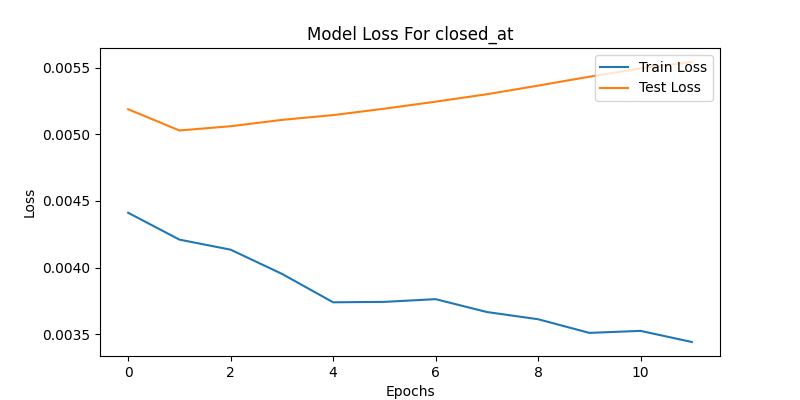 Model Loss For closed_at
Train Loss
Test Loss
0.0055
0.0050
0.0045
0.0040
0.0035
Loss
0
2
4
6
8
10
Epochs